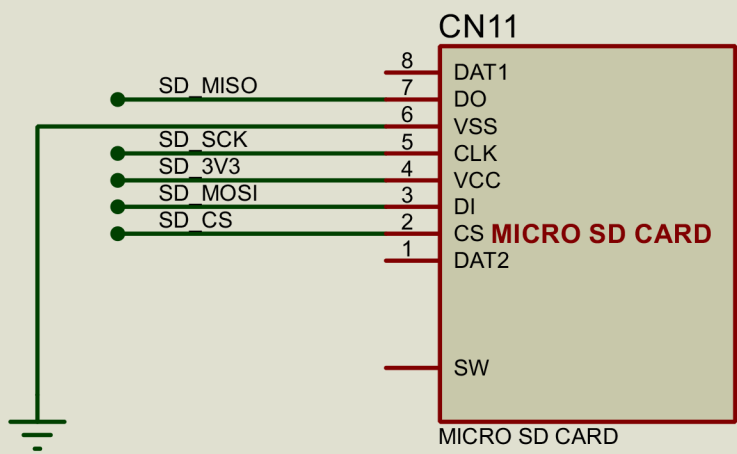 CN11
8 DAT1
SD_MISO 7 DO
6 VSS
SD_SCK 5 CLK
SD_3V3 4 VCC
SD_MOSI 3 DI
SD_CS 2 CS MICRO SD CARD
1 DAT2
SW
MICRO SD CARD